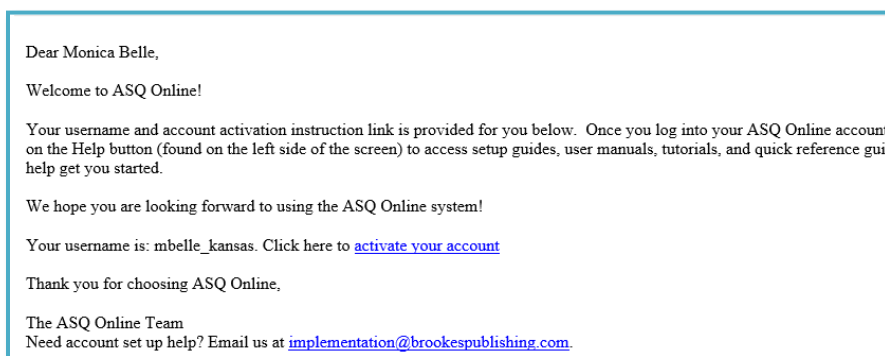 Dear Monica Belle,
Welcome to ASQ Online!
Your username and account activation instruction link is provided for you below.  Once you log into your ASQ Online account
on the Help button (found on the left side of the screen) to access setup guides, user manuals, tutorials, and quick reference
help get you started.
We hope you are looking forward to using the ASQ Online system!
Your username is: mbelle_kansas. Click here to activate your account
Thank you for choosing ASQ Online,
The ASQ Online Team
Need account set up help? Email us at implementation@brookespublishing.com.